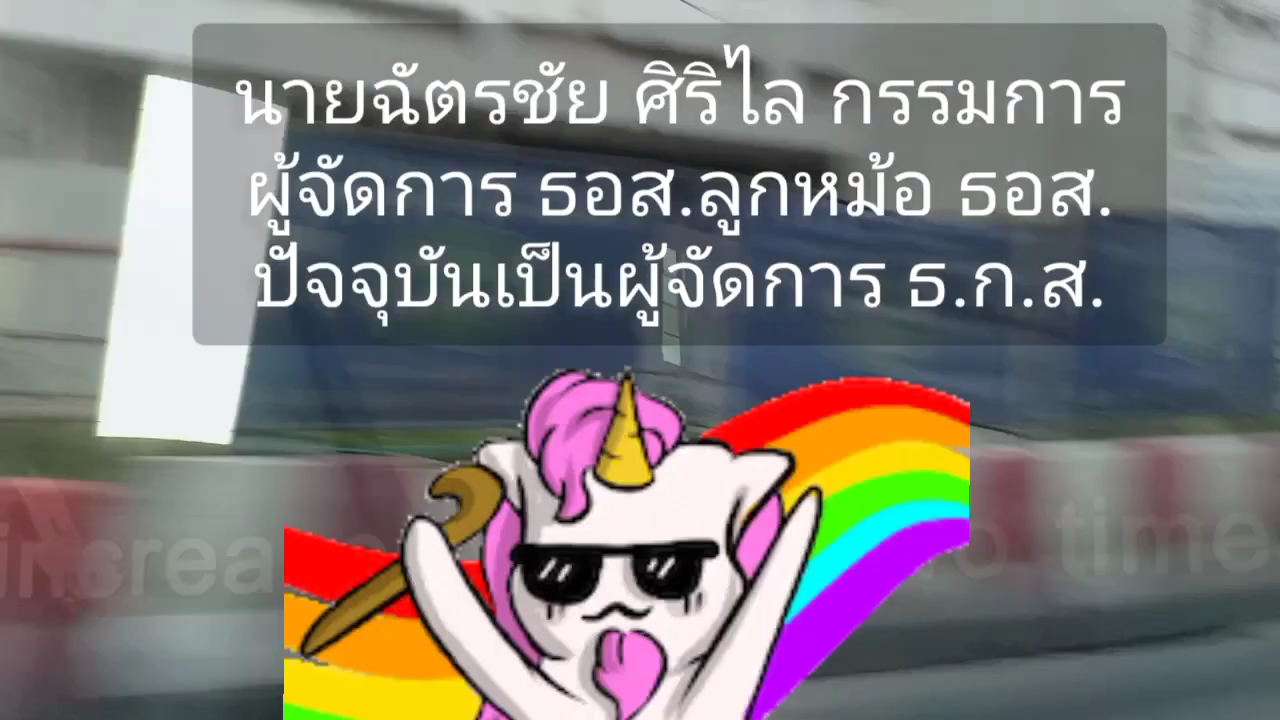 นายฉัตรชัย ศิริไล กรรมการ
ผู้จัดการ ธอส.ลูกหม้อ ธอส.
ปัจจุบันเป็นผู้จัดการ ธ.ก.ส.
time